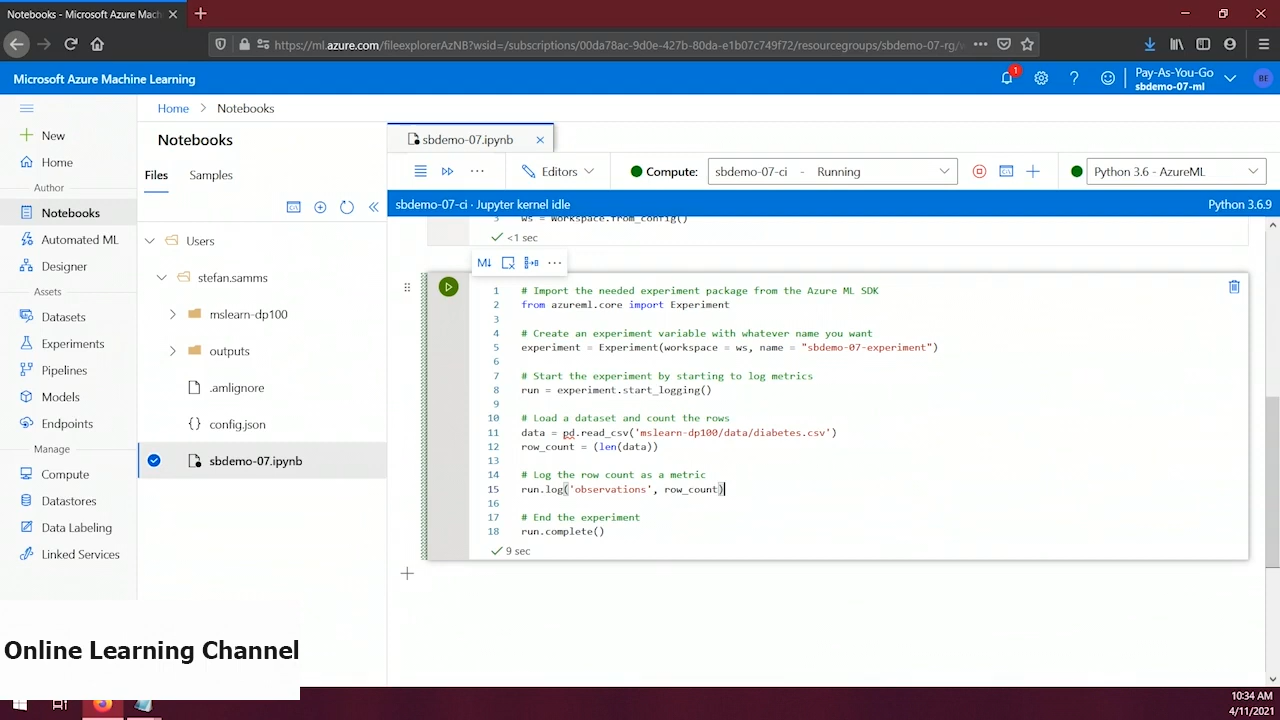 Notebooks - Microsoft Azure Mach
https://ml.azure.com/fileexplorerAzNB?wsid=/subscriptions/00da78ac-9d0e-427b-80da-e1b07c749f72/resourcegroups/sbdemo-07-rg/
Microsoft Azure Machine Learning
1
Pay-As-You-Go
sbdemo-07-ml
BE
Home > Notebooks
New
Home
Author
Notebooks
Automated ML
Designer
Assets
Datasets
Experiments
Pipelines
Models
Endpoints
Manage
Compute
Datastores
Data Labeling
Linked Services
Notebooks
Files Samples
Users
stefan.samms
mslearn-dp100
outputs
.amlignore
config.json
sbdemo-07.ipynb
sbdemo-07.ipynb
Editors
Compute: sbdemo-07-ci - Running
Python 3.6 - AzureML
sbdemo-07-ci · Jupyter kernel idle
Python 3.6.9
3 ws = Workspace.from_config()
<1 sec
M↓
1 # Import the needed experiment package from the Azure ML SDK
2 from azureml.core import Experiment
3
4 # Create an experiment variable with whatever name you want
5 experiment = Experiment(workspace = ws, name = "sbdemo-07-experiment")
6
7 # Start the experiment by starting to log metrics
8 run = experiment.start_logging()
9
10 # Load a dataset and count the rows
11 data = pd.read_csv('mslearn-dp100/data/diabetes.csv')
12 row_count = (len(data))
13
14 # Log the row count as a metric
15 run.log('observations', row_count)
16
17 # End the experiment
18 run.complete()
9 sec
Online Learning Channel
10:34 AM
4/11/2021